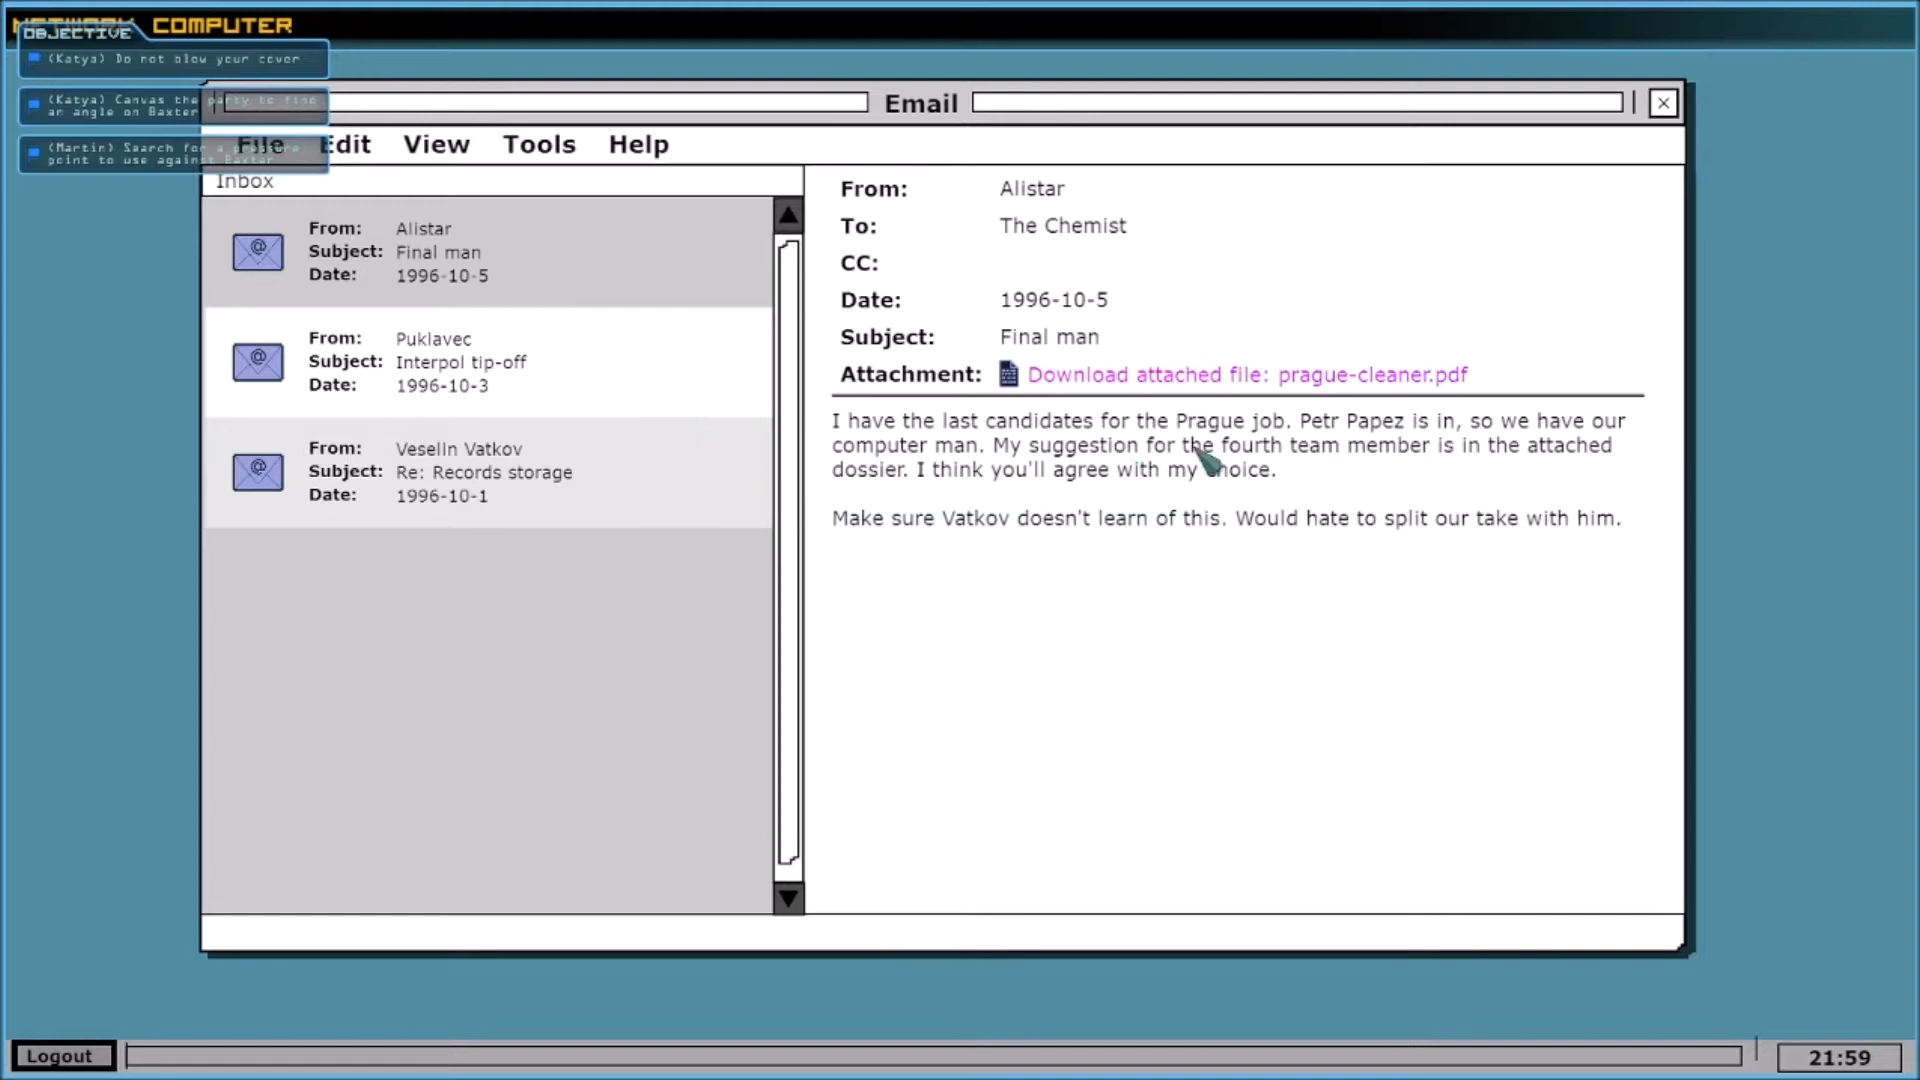 NETWORK COMPUTER
OBJECTIVE
(Katya) Do not blow your cover
(Katya) Canvas the party to find
an angle on Baxter
(Martin) Search for a pressure
point to use against Baxter
Email
File Edit View Tools Help
Inbox
From: Alistar
Subject: Final man
Date: 1996-10-5
From: Puklavec
Subject: Interpol tip-off
Date: 1996-10-3
From: Veselln Vatkov
Subject: Re: Records storage
Date: 1996-10-1
From: Alistar
To: The Chemist
CC:
Date: 1996-10-5
Subject: Final man
Attachment: Download attached file: prague-cleaner.pdf
I have the last candidates for the Prague job. Petr Papez is in, so we have our
computer man. My suggestion for the fourth team member is in the attached
dossier. I think you'll agree with my choice.
Make sure Vatkov doesn't learn of this. Would hate to split our take with him.
Logout
21:59